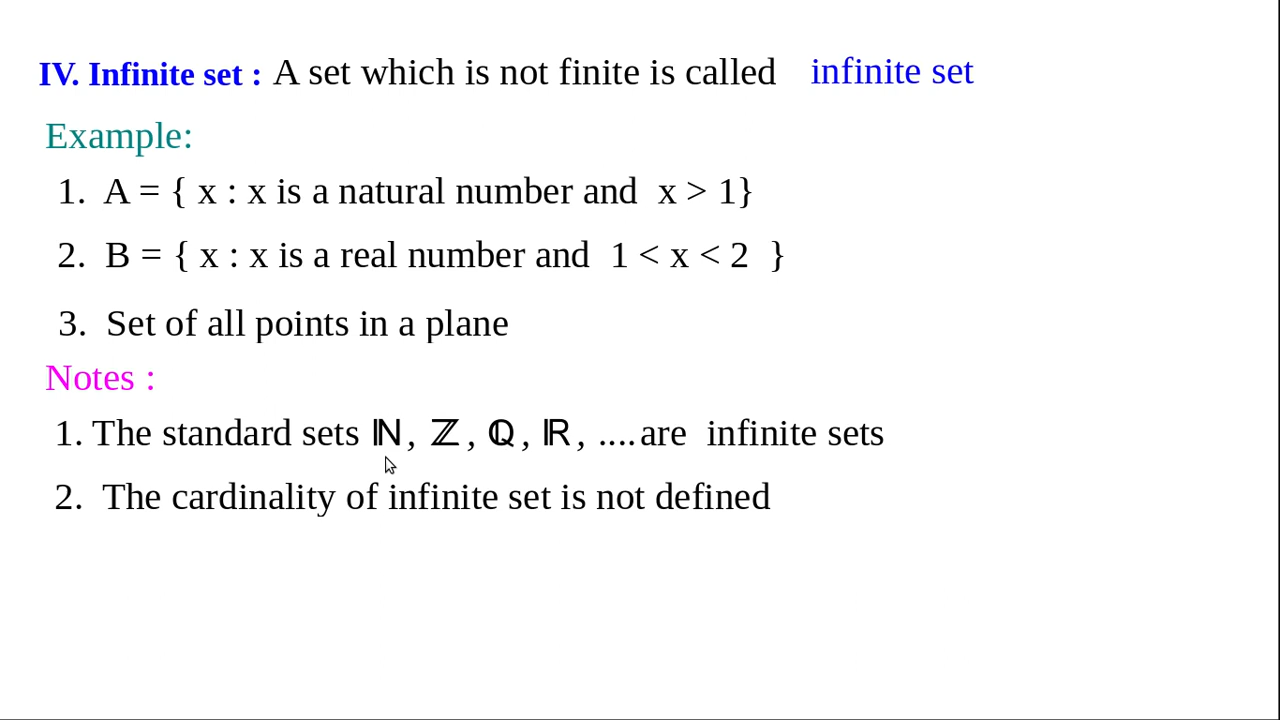 IV. Infinite set : A set which is not finite is called infinite set
Example:
1. A = { x : x is a natural number and x > 1}
2. B = { x : x is a real number and 1 < x < 2 }
3. Set of all points in a plane
Notes :
1. The standard sets ℕ, ℤ, ℚ, ℝ, ....are infinite sets
2. The cardinality of infinite set is not defined